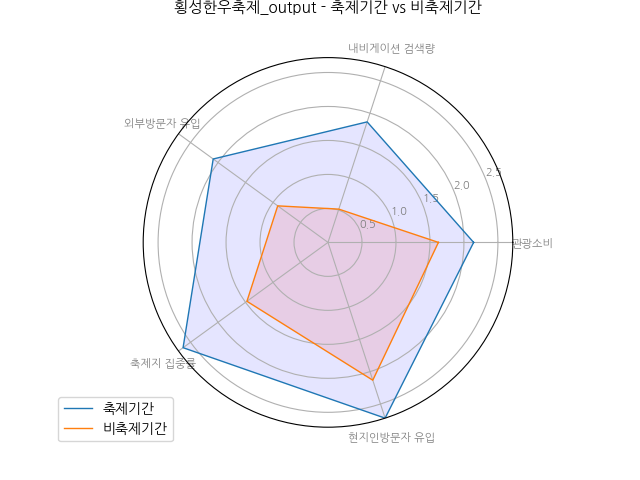 횡성한우축제_output - 축제기간 vs 비축제기간
내비게이션 검색량
외부방문자 유입
2.5
2.0
1.5
1.0
0.5
관광소비
축제지 집중률
현지인방문자 유입
축제기간
비축제기간